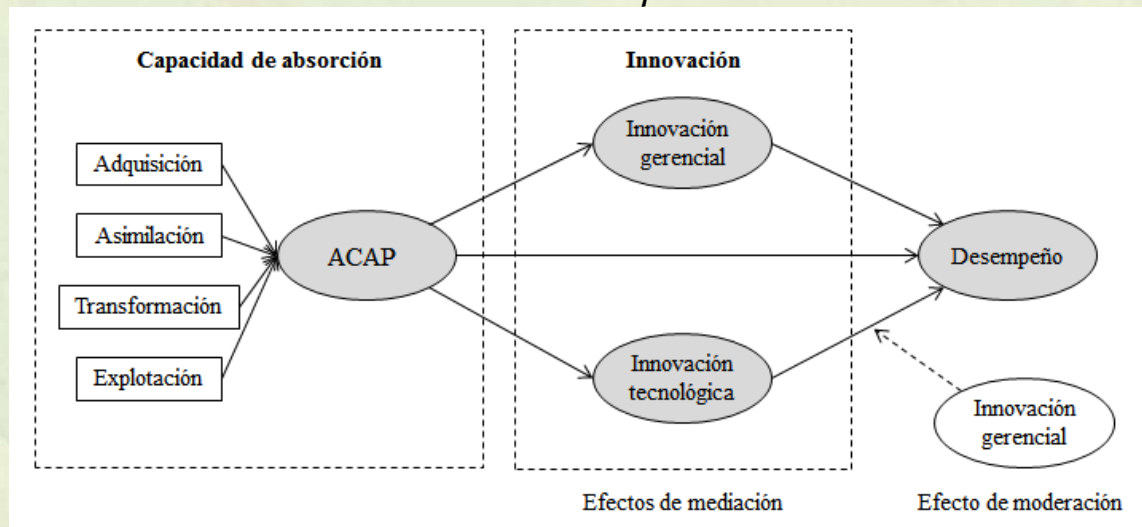 Capacidad de absorción
Innovación
Adquisición
Asimilación
Transformación
Explotación
ACAP
Innovación
gerencial
Innovación
tecnológica
Desempeño
Innovación
gerencial
Efectos de mediación
Efecto de moderación